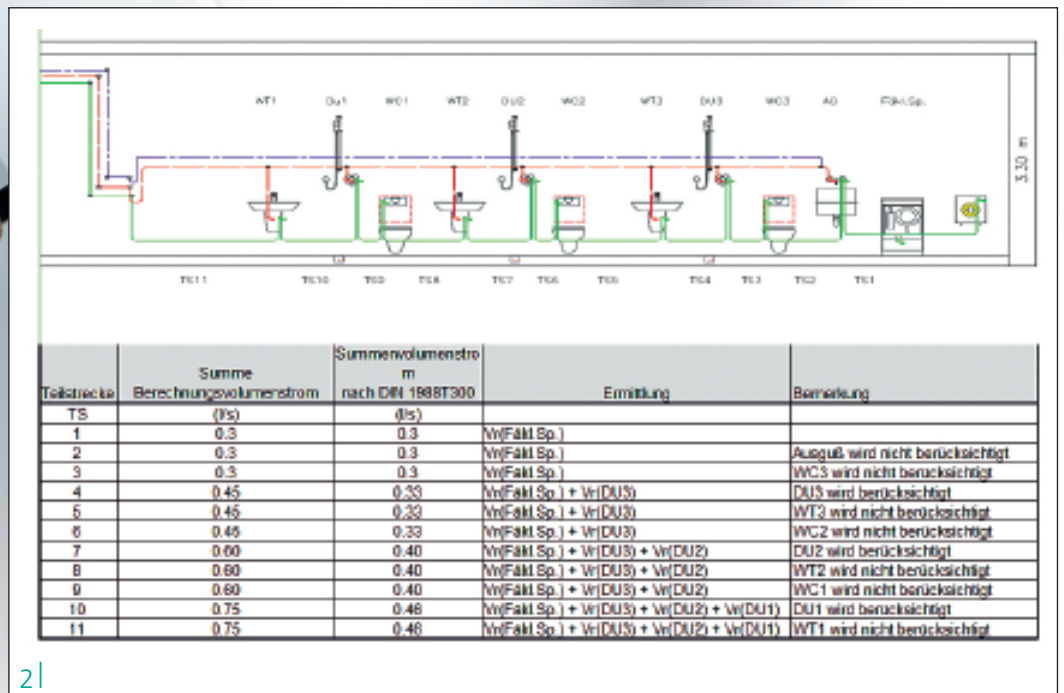 WT1 DU1 WC1 WT2 DU2 WC2 WT3 DU3 WC3 AG Fäkl.Sp.
3.30 m
TS11 TS10 TS9 TS8 TS7 TS6 TS5 TS4 TS3 TS2 TS1
Teilstrecke Summe Berechnungsvolumenstrom Summenvolumenstro m nach DIN 1988T300 Ermittlung Bemerkung
TS (l/s) (l/s)
1 0.3 0.3 Vr(Fäkl.Sp.)
2 0.3 0.3 Vr(Fäkl.Sp.) Ausguß wird nicht berücksichtigt
3 0.3 0.3 Vr(Fäkl.Sp.) WC3 wird nicht berücksichtigt
4 0.45 0.33 Vr(Fäkl.Sp.) + Vr(DU3) DU3 wird berücksichtigt
5 0.45 0.33 Vr(Fäkl.Sp.) + Vr(DU3) WT3 wird nicht berücksichtigt
6 0.45 0.33 Vr(Fäkl.Sp.) + Vr(DU3) WC2 wird nicht berücksichtigt
7 0.60 0.40 Vr(Fäkl.Sp.) + Vr(DU3) + Vr(DU2) DU2 wird berücksichtigt
8 0.60 0.40 Vr(Fäkl.Sp.) + Vr(DU3) + Vr(DU2) WT2 wird nicht berücksichtigt
9 0.60 0.40 Vr(Fäkl.Sp.) + Vr(DU3) + Vr(DU2) WC1 wird nicht berücksichtigt
10 0.75 0.46 Vr(Fäkl.Sp.) + Vr(DU3) + Vr(DU2) + Vr(DU1) DU1 wird berücksichtigt
11 0.75 0.46 Vr(Fäkl.Sp.) + Vr(DU3) + Vr(DU2) + Vr(DU1) WT1 wird nicht berücksichtigt
2|